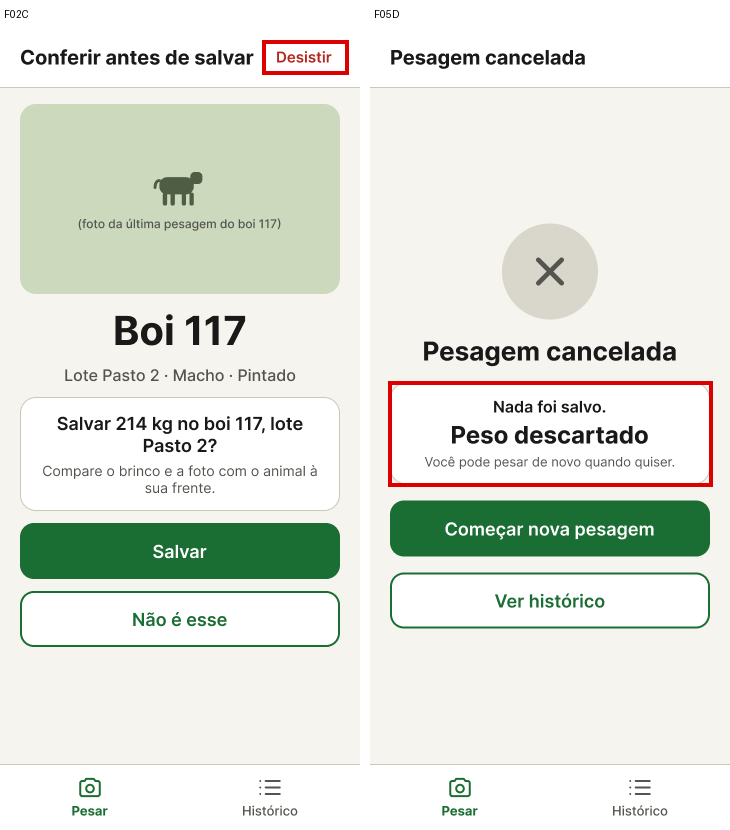 F02C
Conferir antes de salvar
Desistir
(foto da última pesagem do boi 117)
Boi 117
Lote Pasto 2 · Macho · Pintado
Salvar 214 kg no boi 117, lote
Pasto 2?
Compare o brinco e a foto com o animal à
sua frente.
Salvar
Não é esse
Pesar
Histórico
F05D
Pesagem cancelada
Pesagem cancelada
Nada foi salvo.
Peso descartado
Você pode pesar de novo quando quiser.
Começar nova pesagem
Ver histórico
Pesar
Histórico